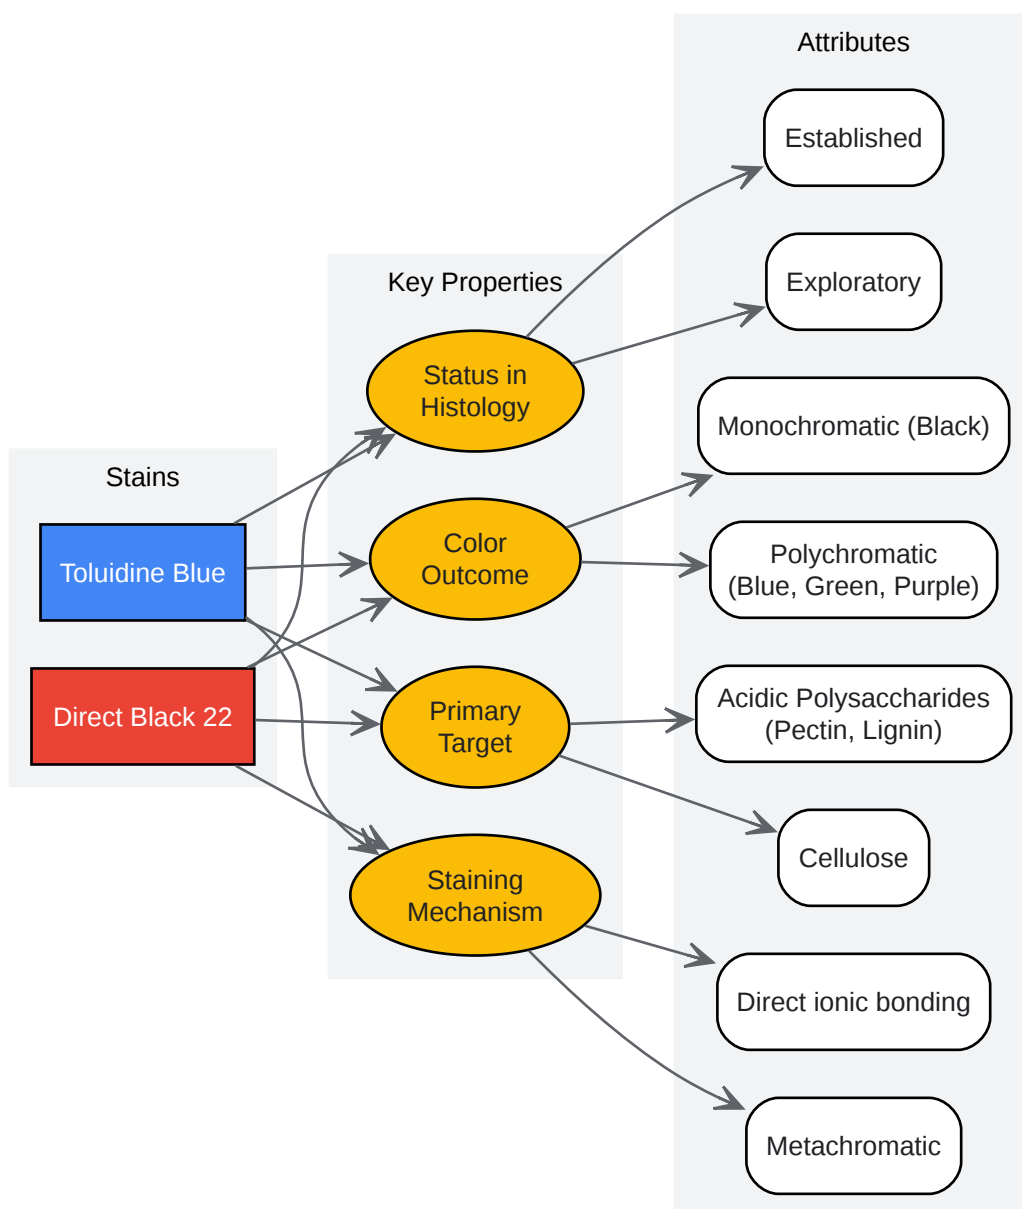 Stains
Toluidine Blue
Direct Black 22
Key Properties
Status in
Histology
Color
Outcome
Primary
Target
Staining
Mechanism
Attributes
Established
Exploratory
Monochromatic (Black)
Polychromatic
(Blue, Green, Purple)
Acidic Polysaccharides
(Pectin, Lignin)
Cellulose
Direct ionic bonding
Metachromatic